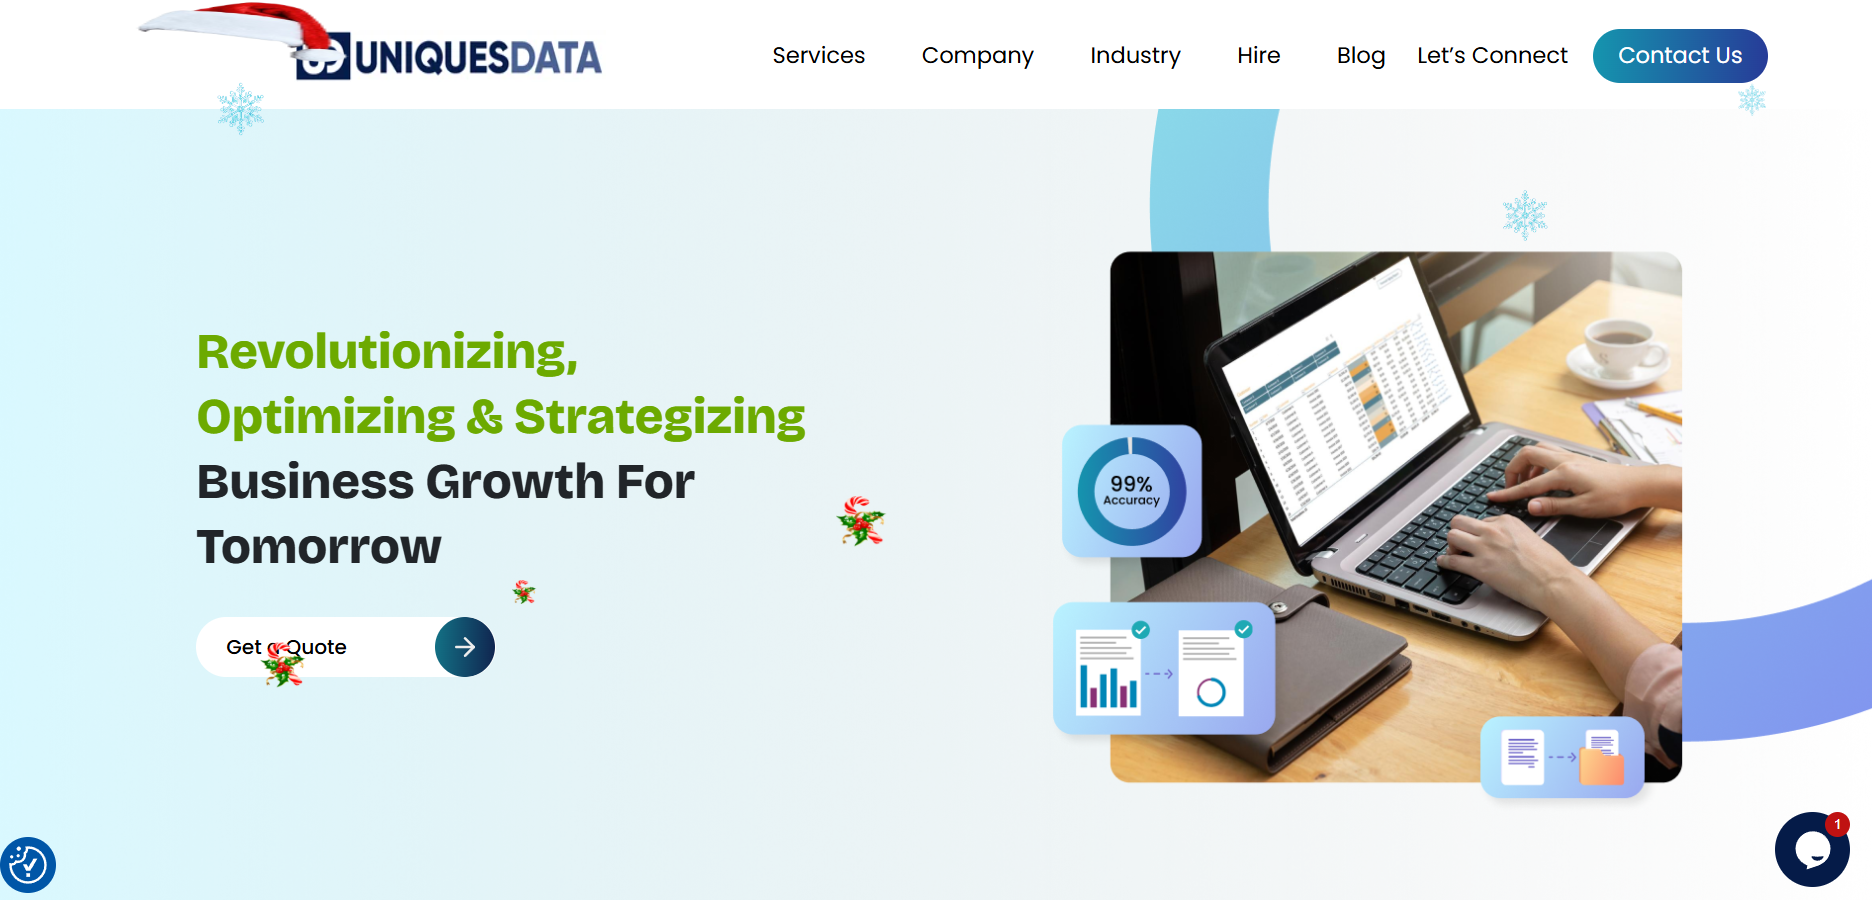 UNIQUESDATA
Services Company Industry Hire Blog Let’s Connect Contact Us
Revolutionizing,
Optimizing & Strategizing
Business Growth For
Tomorrow
Get a Quote
99%
Accuracy
1